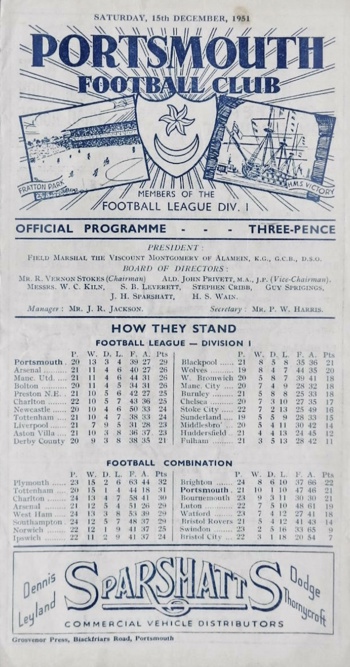 SATURDAY, 15th DECEMBER, 1951
PORTSMOUTH
FOOTBALL CLUB
FRATTON PARK
H.M.S. VICTORY
MEMBERS OF THE
FOOTBALL LEAGUE DIV. 1
OFFICIAL PROGRAMME - - - THREE-PENCE
PRESIDENT:
FIELD MARSHAL THE VISCOUNT MONTGOMERY OF ALAMEIN, K.G., G.C.B., D.S.O.
BOARD OF DIRECTORS:
MR. R. VERNON STOKES (Chairman) ALD. JOHN PRIVETT, M.A., J.P. (Vice-Chairman).
MESSRS. W. C. KILN, S. B. LEVERETT, STEPHEN CRIBB, GUY SPRIGINGS,
J. H. SPARSHATT, H. S. WAIN.
Manager: MR. J. R. JACKSON. Secretary: MR. P. W. HARRIS.
HOW THEY STAND
FOOTBALL LEAGUE — DIVISION I
P. W. D. L. F. A. Pts
Portsmouth 20 13 3 4 39 27 29
Arsenal 21 11 4 6 40 27 26
Manc. Utd. 21 11 4 6 44 31 26
Bolton 20 11 4 5 34 31 26
Preston N.E. 21 10 5 6 42 27 25
Charlton 22 10 5 7 43 36 25
Newcastle 20 10 4 6 50 33 24
Tottenham 21 10 4 7 38 33 24
Liverpool 21 7 9 5 31 28 23
Aston Villa 21 10 3 8 36 37 23
Derby County 20 9 3 8 38 35 21
P. W. D. L. F. A. Pts
Blackpool 21 8 5 8 35 36 21
Wolves 19 8 4 7 44 35 20
W. Bromwich 20 5 8 7 39 41 18
Manc. City 20 7 4 9 28 32 18
Burnley 21 5 8 8 25 33 18
Chelsea 20 7 3 10 27 35 17
Stoke City 22 7 2 13 25 49 16
Sunderland 19 5 5 9 28 33 15
Middlesbro' 20 5 4 11 30 42 14
Huddersfield 21 4 4 13 24 45 12
Fulham 21 3 5 13 28 42 11
FOOTBALL COMBINATION
P. W. D. L. F. A. Pts
Plymouth 23 15 2 6 63 44 32
Tottenham 20 15 1 4 44 18 31
Charlton 24 13 4 7 58 41 30
Arsenal 21 12 5 4 51 26 29
West Ham 24 13 3 8 53 39 29
Southampton 24 12 5 7 48 37 29
Norwich 22 12 1 9 41 37 25
Ipswich 22 11 2 9 41 37 24
P. W. D. L. F. A. Pts
Brighton 24 8 6 10 37 66 22
Portsmouth 21 10 1 10 47 46 21
Bournemouth 23 9 3 11 30 30 21
Luton 22 7 5 10 48 61 19
Watford 23 7 4 12 27 41 18
Bristol Rovers 21 5 4 12 41 43 14
Swindon 23 2 5 16 33 65 9
Bristol City 22 3 1 18 20 54 7
Dennis
Leyland
SPARSHATTS
Dodge
Thornycroft
COMMERCIAL VEHICLE DISTRIBUTORS
Grosvenor Press, Blackfriars Road, Portsmouth